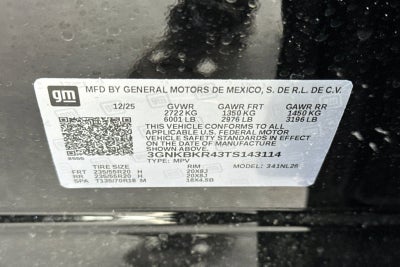 gm
MFD BY GENERAL MOTORS DE MEXICO, S. DE R.L. DE C.V.
12/25 GVWR GAWR FRT GAWR RR
2722 KG 1350 KG 1450 KG
6001 LB 2976 LB 3196 LB
THIS VEHICLE CONFORMS TO ALL
APPLICABLE U.S. FEDERAL MOTOR
VEHICLE SAFETY STANDARDS IN EFFECT
ON THE DATE OF MANUFACTURE SHOWN ABOVE.
3GNKBKR43TS143114
TYPE: MPV MODEL: 341NL26
TIRE SIZE RIM
FRT 235/55R20 H 20X8J
RR 235/55R20 H 20X8J
SPA T135/70R18 M 18X4.5B